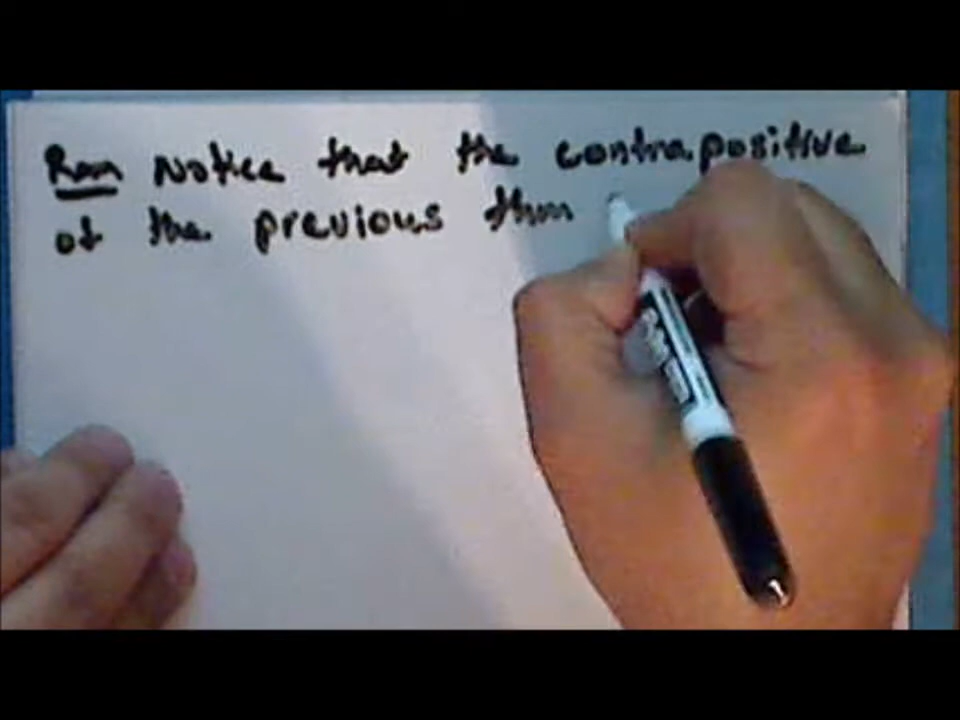 Rem Notice that the contrapositive
of the previous thm